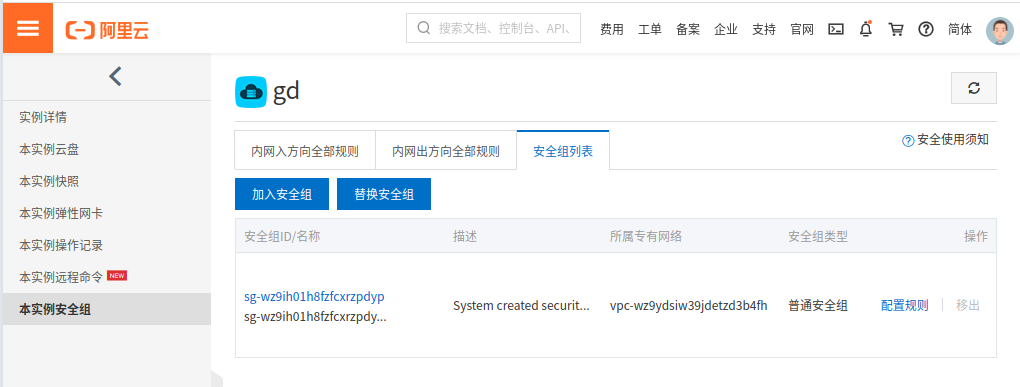 阿里云
搜索文档、控制台、API、
费用 工单 备案 企业 支持 官网 简体
gd
实例详情
本实例云盘
本实例快照
本实例弹性网卡
本实例操作记录
本实例远程命令 NEW
本实例安全组
内网入方向全部规则 内网出方向全部规则 安全组列表
安全使用须知
加入安全组 替换安全组
安全组ID/名称 描述 所属专有网络 安全组类型 操作
sg-wz9ih01h8fzfcxrzpdyp
sg-wz9ih01h8fzfcxrzpdy...
System created securit... vpc-wz9ydsiw39jdetzd3b4fh 普通安全组 配置规则 移出